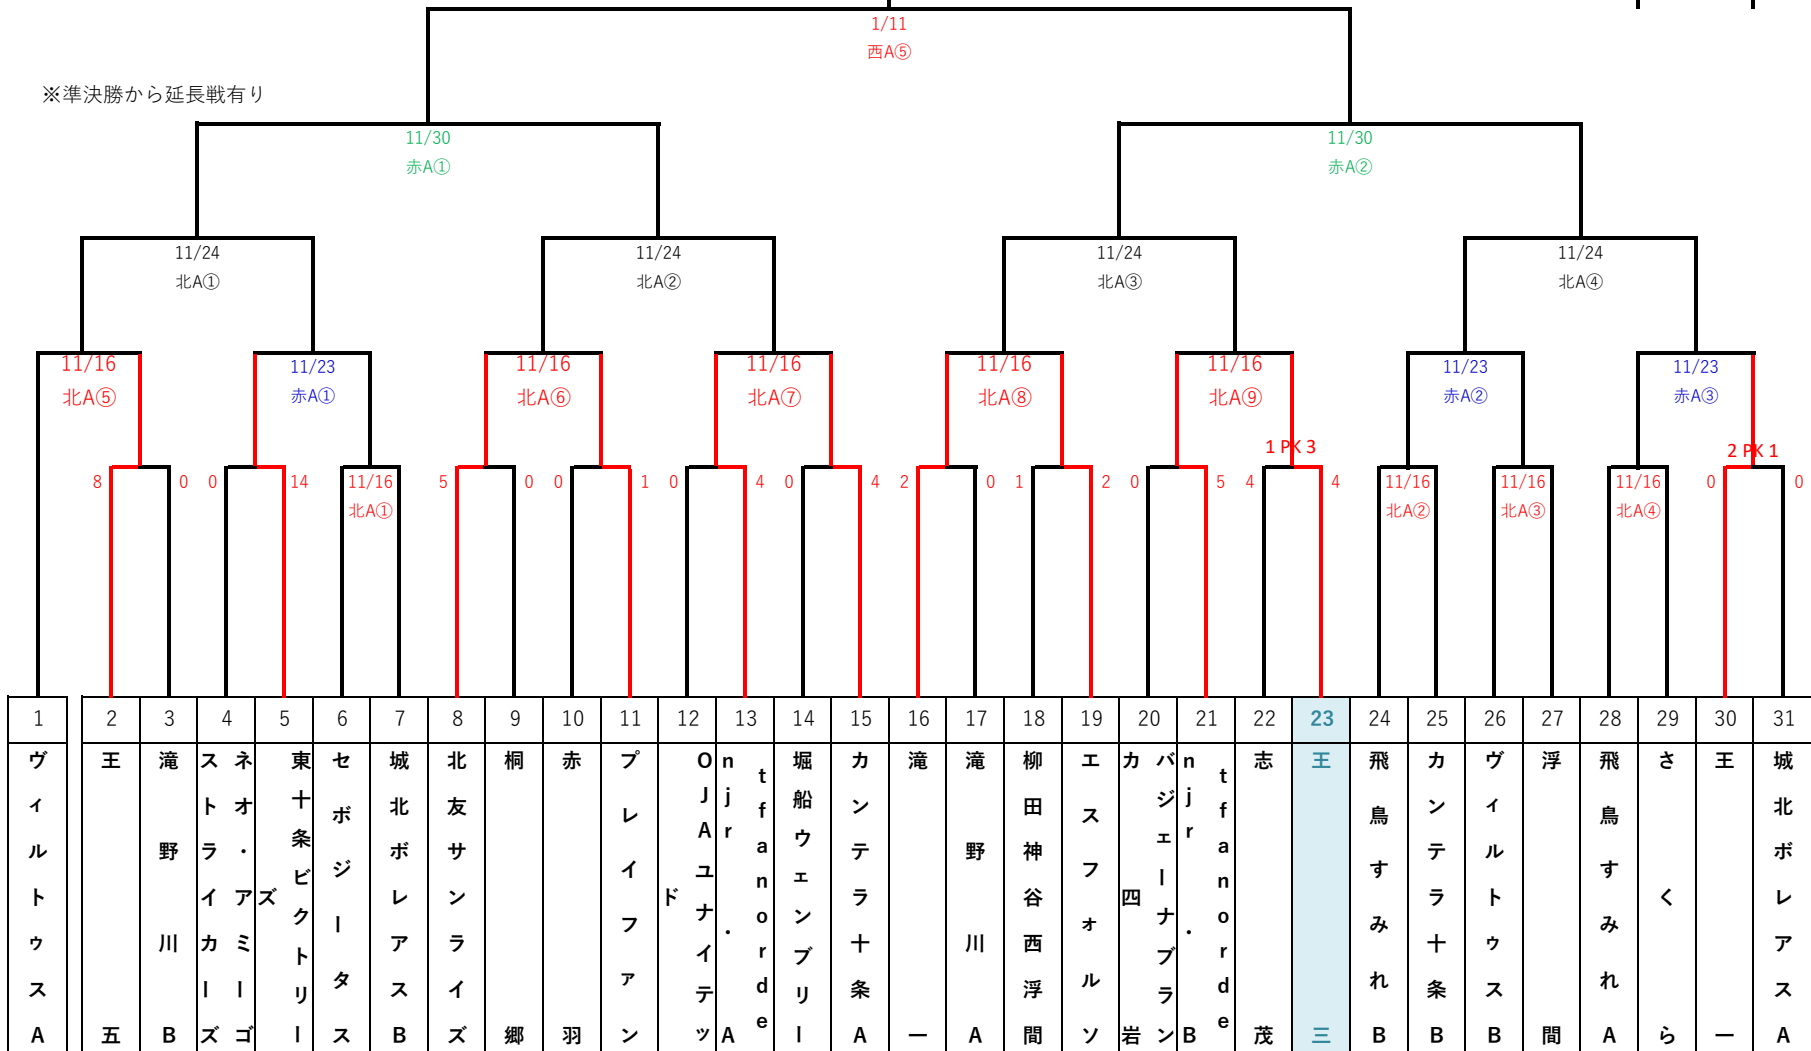 1/11
西A⑤
※準決勝から延長戦有り
11/30
赤A①
11/30
赤A②
11/24
北A①
11/24
北A②
11/24
北A③
11/24
北A④
11/16
北A⑤
11/23
赤A①
11/16
北A⑥
11/16
北A⑦
11/16
北A⑧
11/16
北A⑨
11/23
赤A②
11/23
赤A③
1 PK 3
2 PK 1
8 0 0 14
11/16
北A①
5 0 0 1 0 4 0 4 2 0 1 2 0 5 4 4
11/16
北A②
11/16
北A③
11/16
北A④
0 0
1 2 3 4 5 6 7 8 9 10 11 12 13 14 15 16 17 18 19 20 21 22 23 24 25 26 27 28 29 30 31
ヴィルトゥスA
王五
滝野川B
ネオ・アミーゴ
ストライカーズ
東十条ビクトリー
ズ
セボジータス
城北ボレアスB
北友サンライズ
桐郷
赤羽
プレイファン
OJAユナイテッ
ド
tfanorde
njr・A
堀船ウェンブリー
カンテラ十条A
滝一
滝野川A
柳田神谷西浮間
エスフォルソ
バジェーナブラン
カ四岩
tfanorde
njr・B
志茂
王三
飛鳥すみれB
カンテラ十条B
ヴィルトゥスB
浮間
飛鳥すみれA
さくら
王一
城北ボレアスA